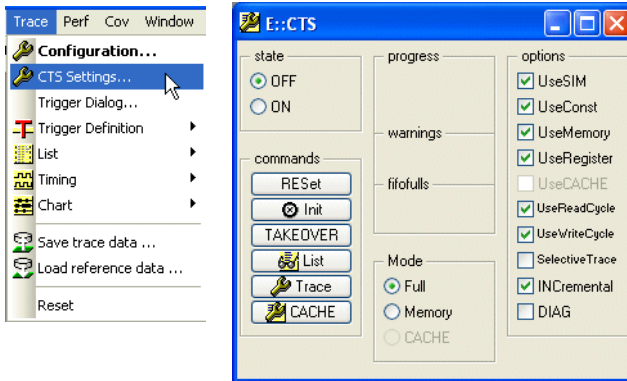 Trace Perf Cov Window
Configuration...
CTS Settings...
Trigger Dialog...
Trigger Definition
List
Timing
Chart
Save trace data ...
Load reference data ...
Reset
E::CTS
state
OFF
ON
commands
RESet
Init
TAKEOVER
List
Trace
CACHE
progress
warnings
fifofulls
Mode
Full
Memory
CACHE
options
UseSIM
UseConst
UseMemory
UseRegister
UseCACHE
UseReadCycle
UseWriteCycle
SelectiveTrace
INCremental
DIAG